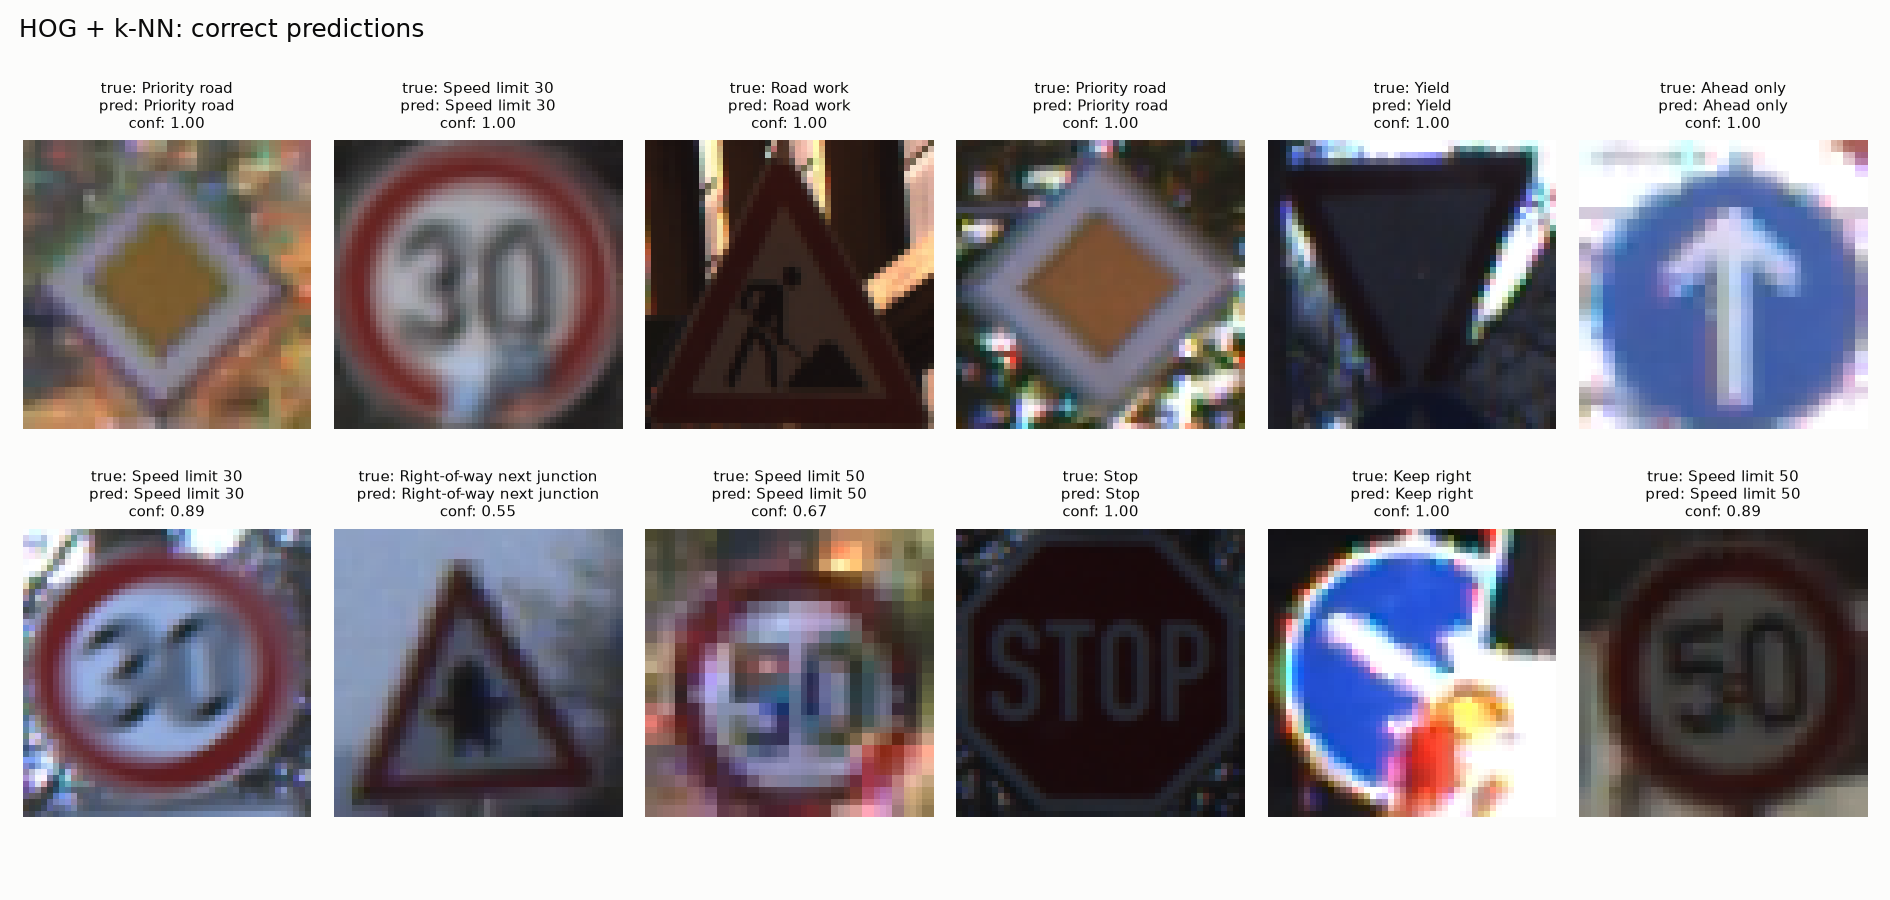 HOG + k-NN: correct predictions
true: Priority road
pred: Priority road
conf: 1.00
true: Speed limit 30
pred: Speed limit 30
conf: 1.00
true: Road work
pred: Road work
conf: 1.00
true: Priority road
pred: Priority road
conf: 1.00
true: Yield
pred: Yield
conf: 1.00
true: Ahead only
pred: Ahead only
conf: 1.00
30
true: Speed limit 30
pred: Speed limit 30
conf: 0.89
true: Right-of-way next junction
pred: Right-of-way next junction
conf: 0.55
true: Speed limit 50
pred: Speed limit 50
conf: 0.67
true: Stop
pred: Stop
conf: 1.00
true: Keep right
pred: Keep right
conf: 1.00
true: Speed limit 50
pred: Speed limit 50
conf: 0.89
30
50
STOP
50